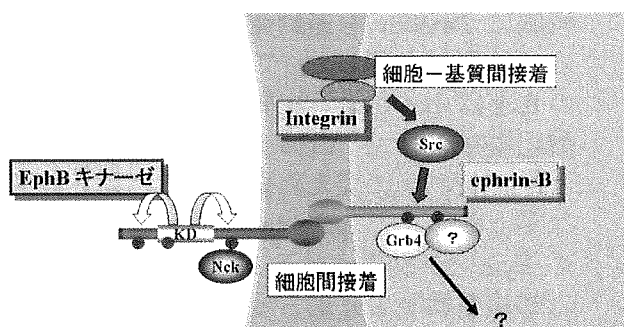 細胞－基質間接着
Integrin
Src
EphB キナーゼ
ephrin-B
KD
Grb4
?
Nck
細胞間接着
?